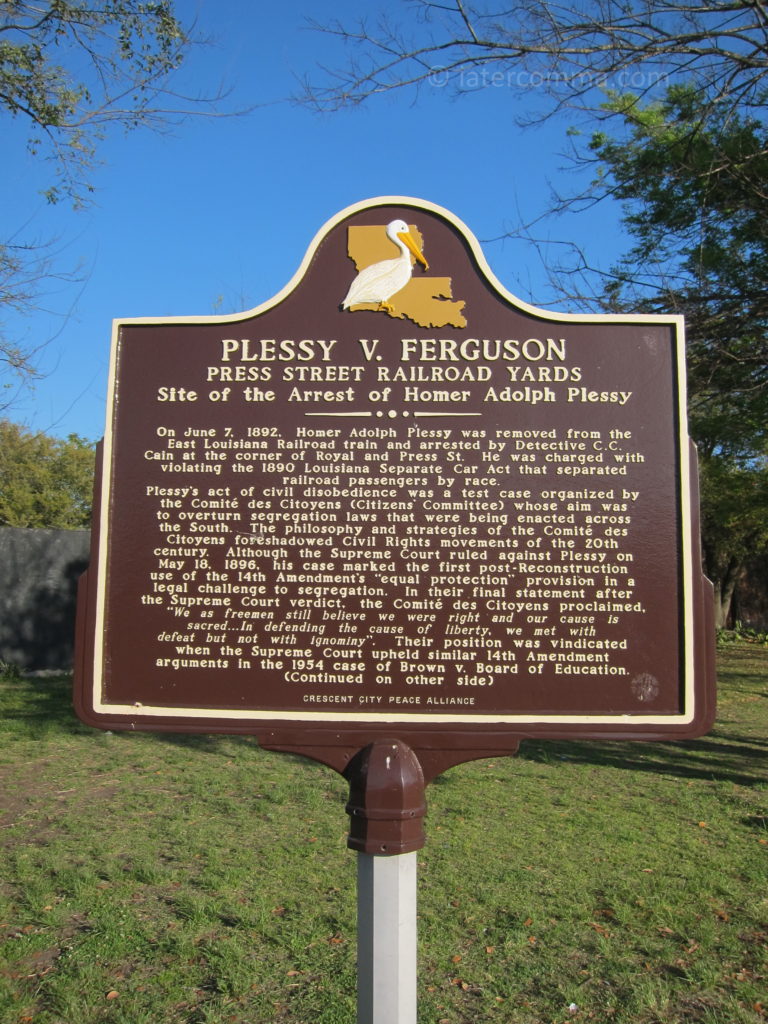 © iatercomma.com
PLESSY V. FERGUSON
PRESS STREET RAILROAD YARDS
Site of the Arrest of Homer Adolph Plessy
On June 7, 1892, Homer Adolph Plessy was removed from the
East Louisiana Railroad train and arrested by Detective C.C.
Cain at the corner of Royal and Press St. He was charged with
violating the 1890 Louisiana Separate Car Act that separated
railroad passengers by race.
Plessy's act of civil disobedience was a test case organized by
the Comité des Citoyens (Citizens' Committee) whose aim was
to overturn segregation laws that were being enacted across
the South. The philosophy and strategies of the Comité des
Citoyens foreshadowed Civil Rights movements of the 20th
century. Although the Supreme Court ruled against Plessy on
May 18, 1896, his case marked the first post-Reconstruction
use of the 14th Amendment's "equal protection" provision in a
legal challenge to segregation. In their final statement after
the Supreme Court verdict, the Comité des Citoyens proclaimed,
"We as freemen still believe we were right and our cause is
sacred...In defending the cause of liberty, we met with
defeat but not with ignominy". Their position was vindicated
when the Supreme Court upheld similar 14th Amendment
arguments in the 1954 case of Brown v. Board of Education.
(Continued on other side)
CRESCENT CITY PEACE ALLIANCE